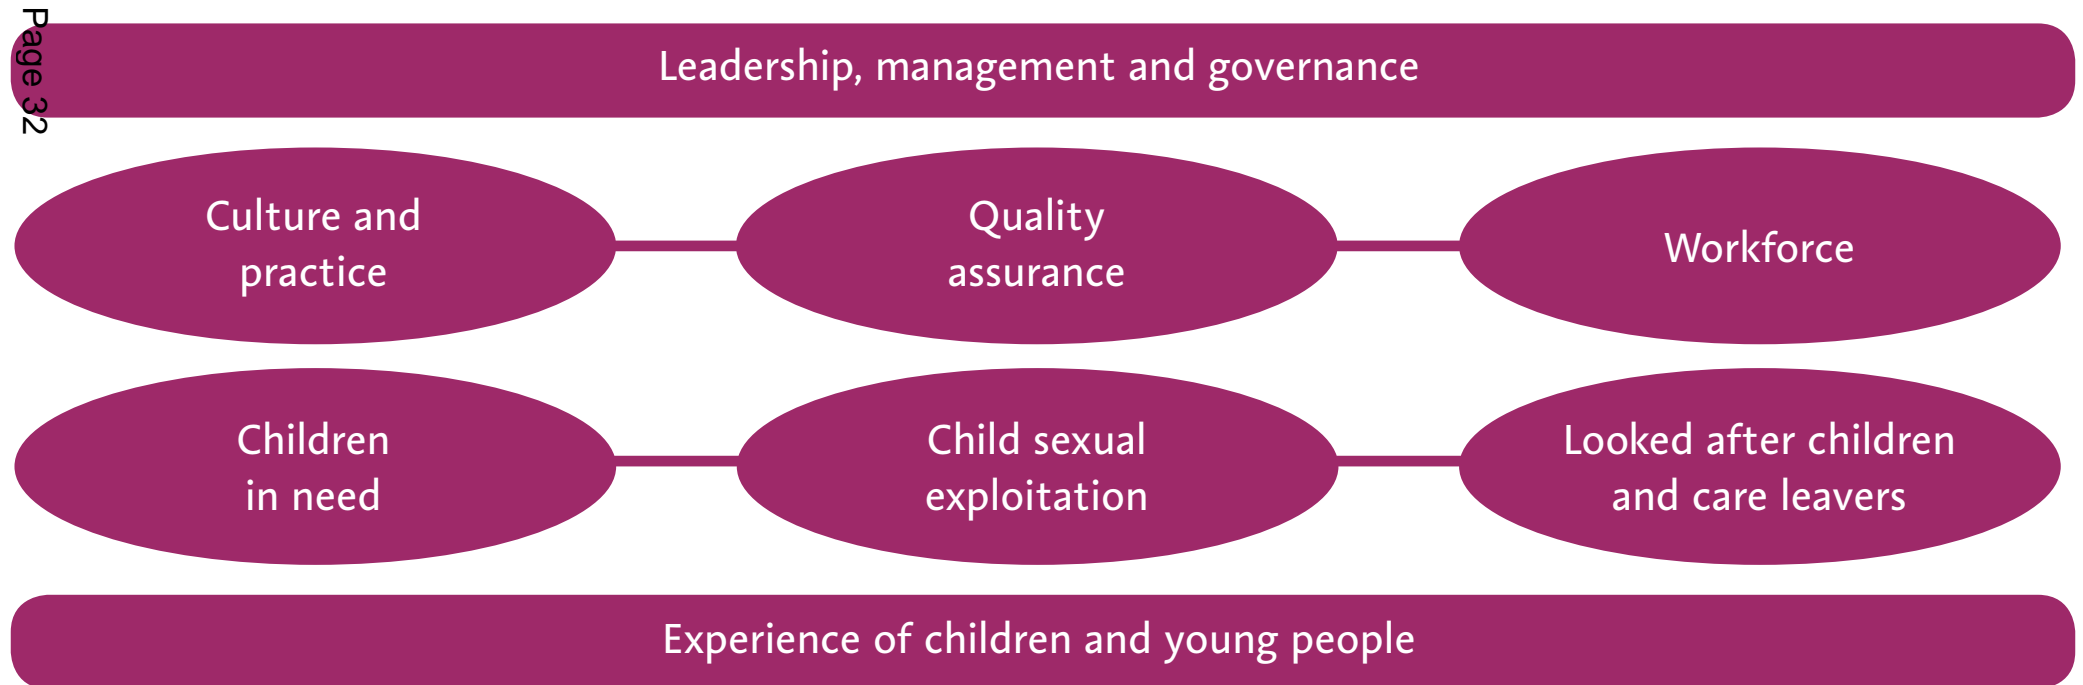 Page 32
Leadership, management and governance
Culture and
practice
Quality
assurance
Workforce
Children
in need
Child sexual
exploitation
Looked after children
and care leavers
Experience of children and young people